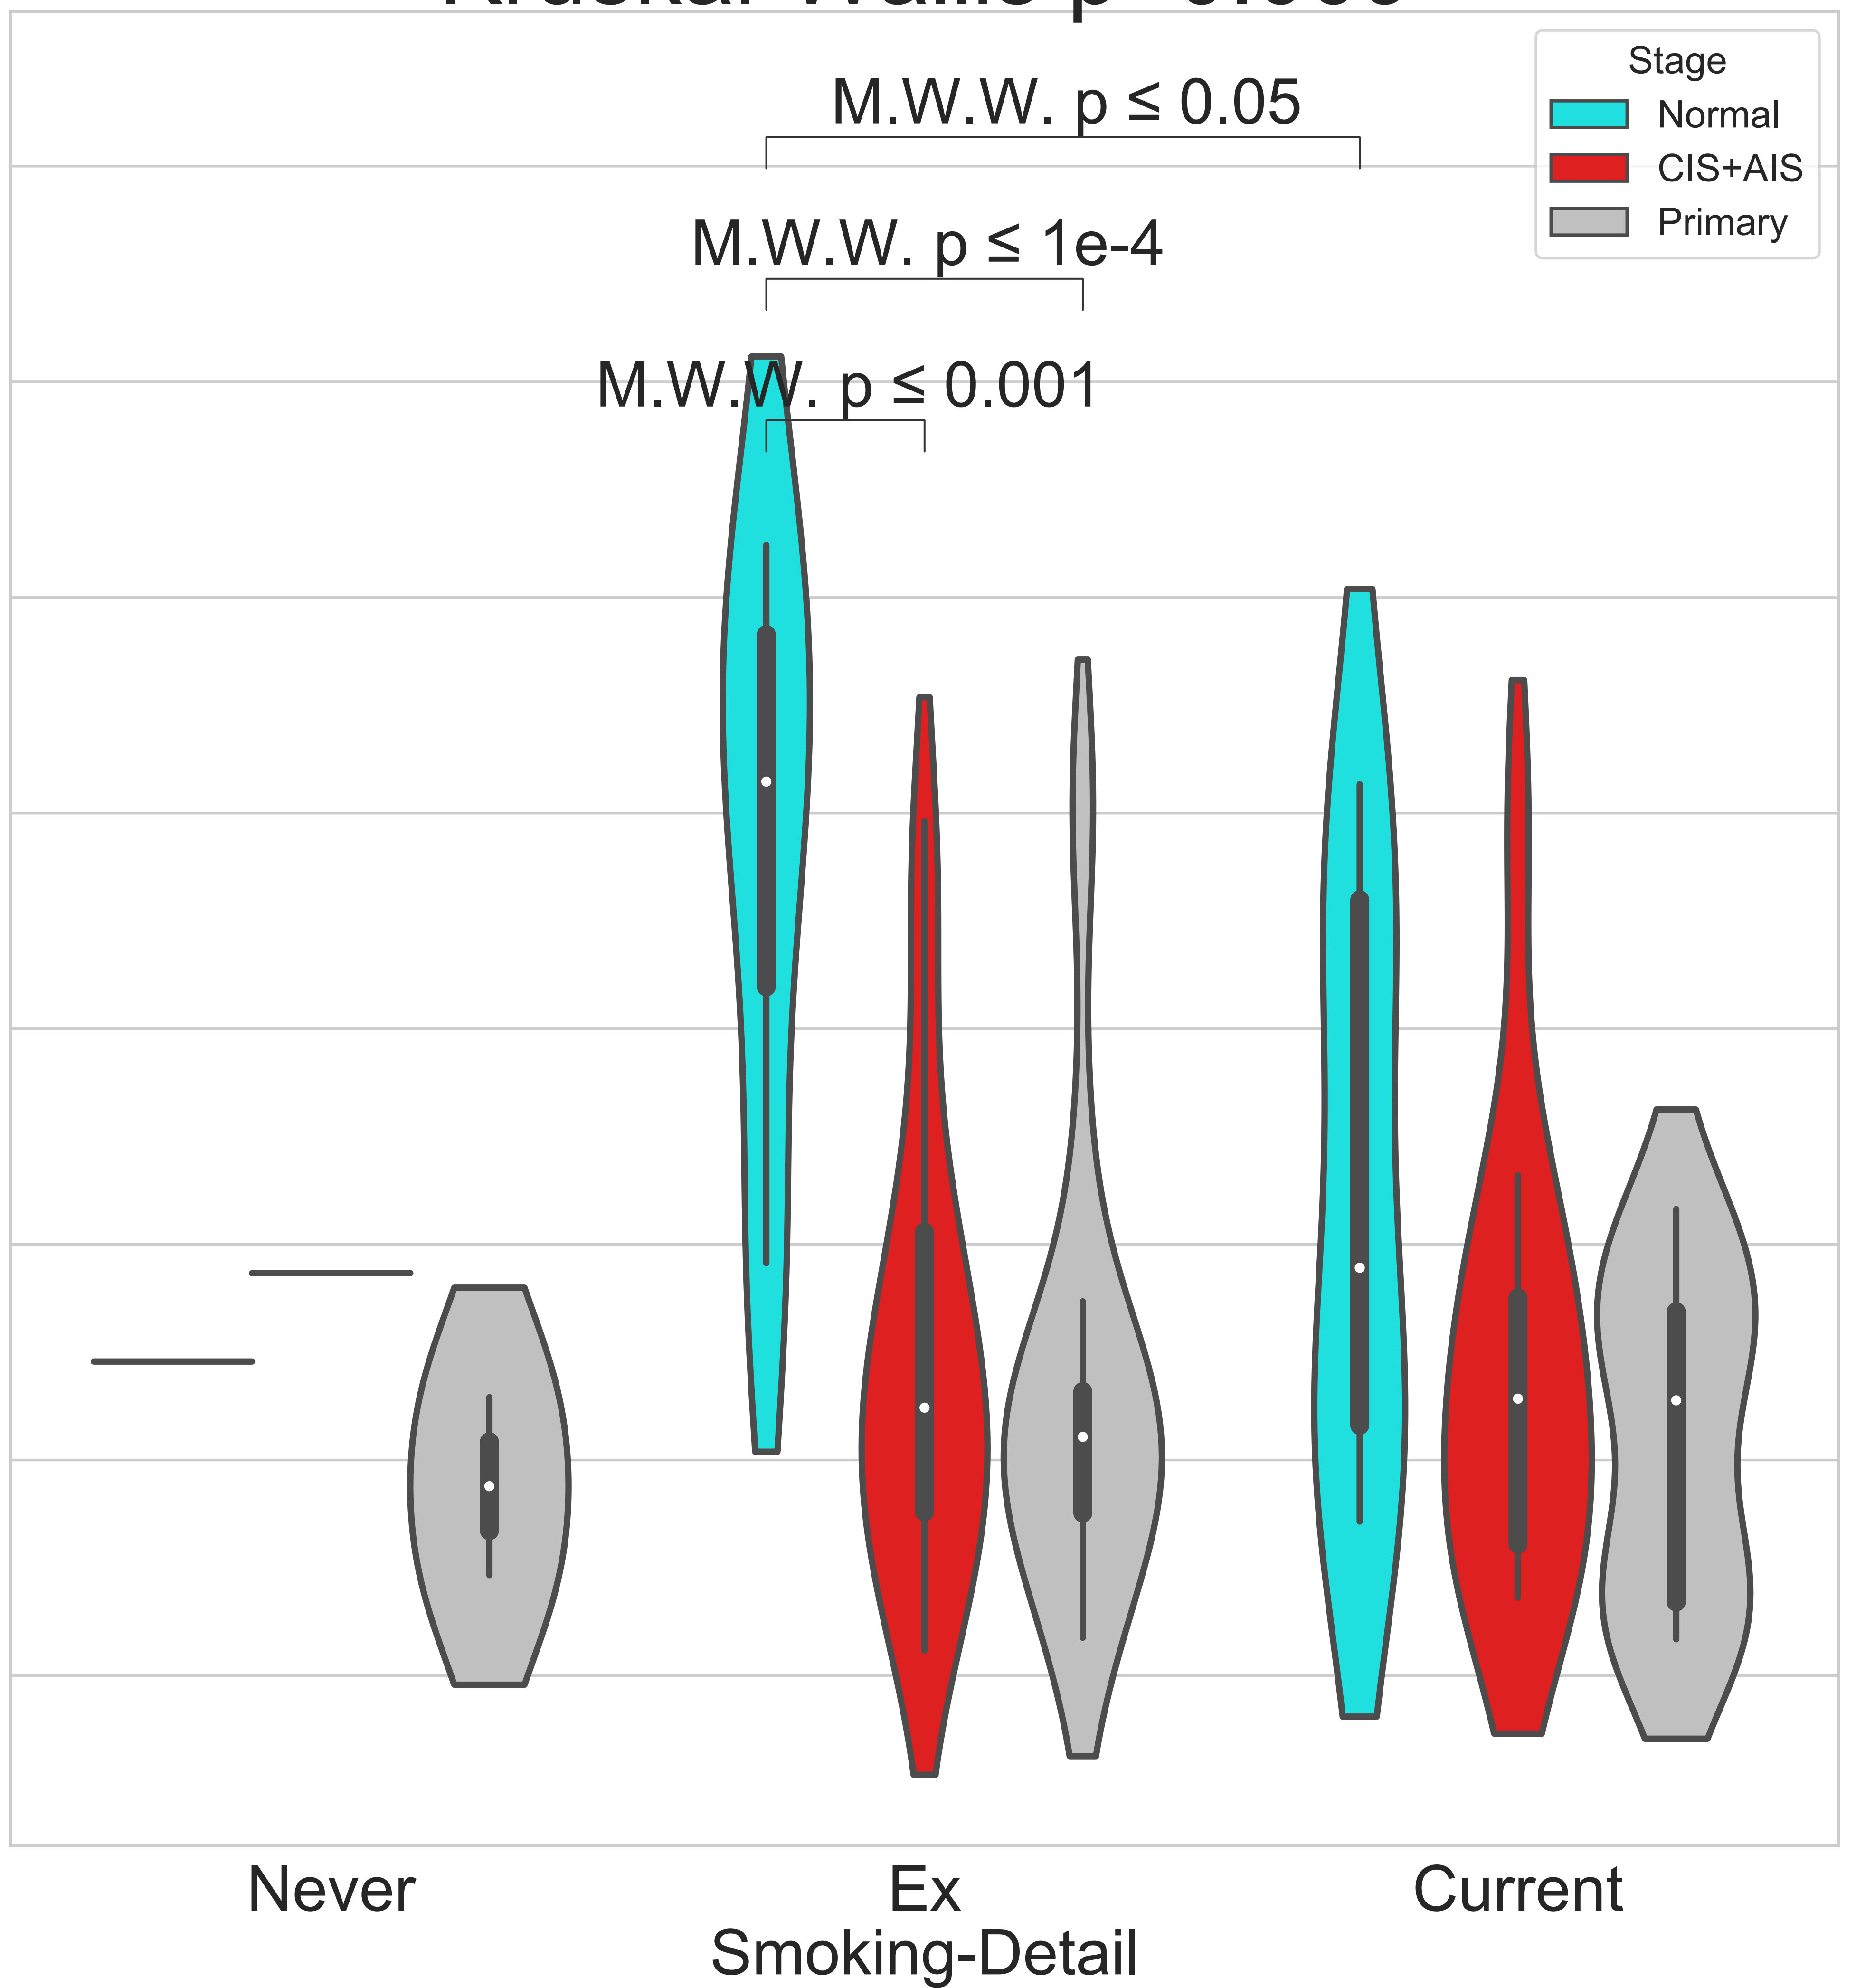 Stage
Normal
CIS+AIS
Primary
M.W.W. p ≤ 0.05
M.W.W. p ≤ 1e-4
M.W.W. p ≤ 0.001
Never
Ex
Current
Smoking-Detail